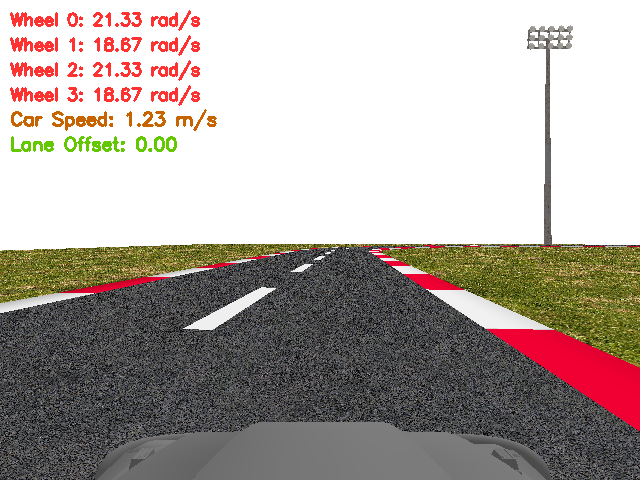 Wheel 0: 21.33 rad/s
Wheel 1: 18.67 rad/s
Wheel 2: 21.33 rad/s
Wheel 3: 18.67 rad/s
Car Speed: 1.23 m/s
Lane Offset: 0.00